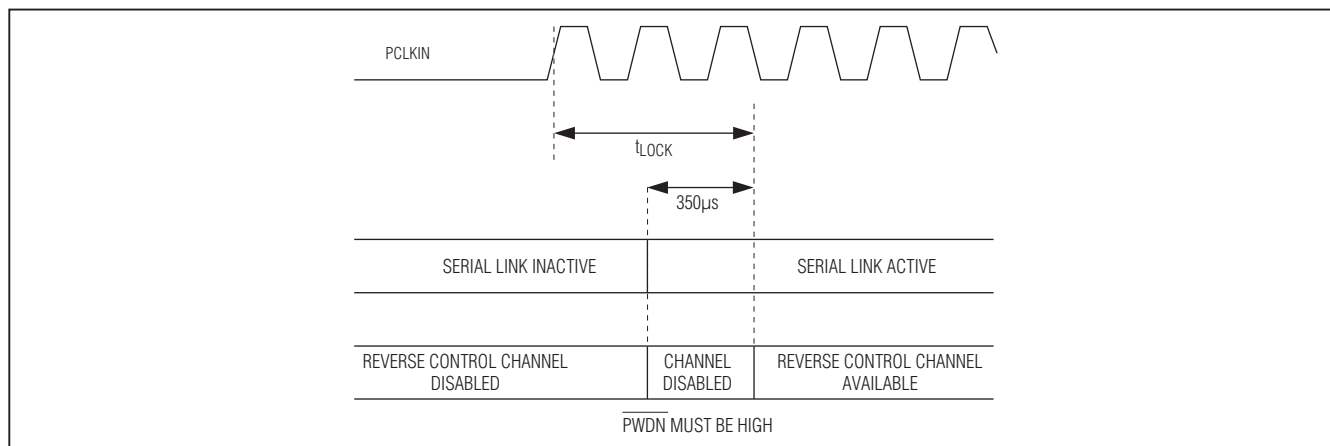 PCLKIN
tLOCK
350µs
SERIAL LINK INACTIVE
SERIAL LINK ACTIVE
REVERSE CONTROL CHANNEL
DISABLED
CHANNEL
DISABLED
REVERSE CONTROL CHANNEL
AVAILABLE
PWDN MUST BE HIGH